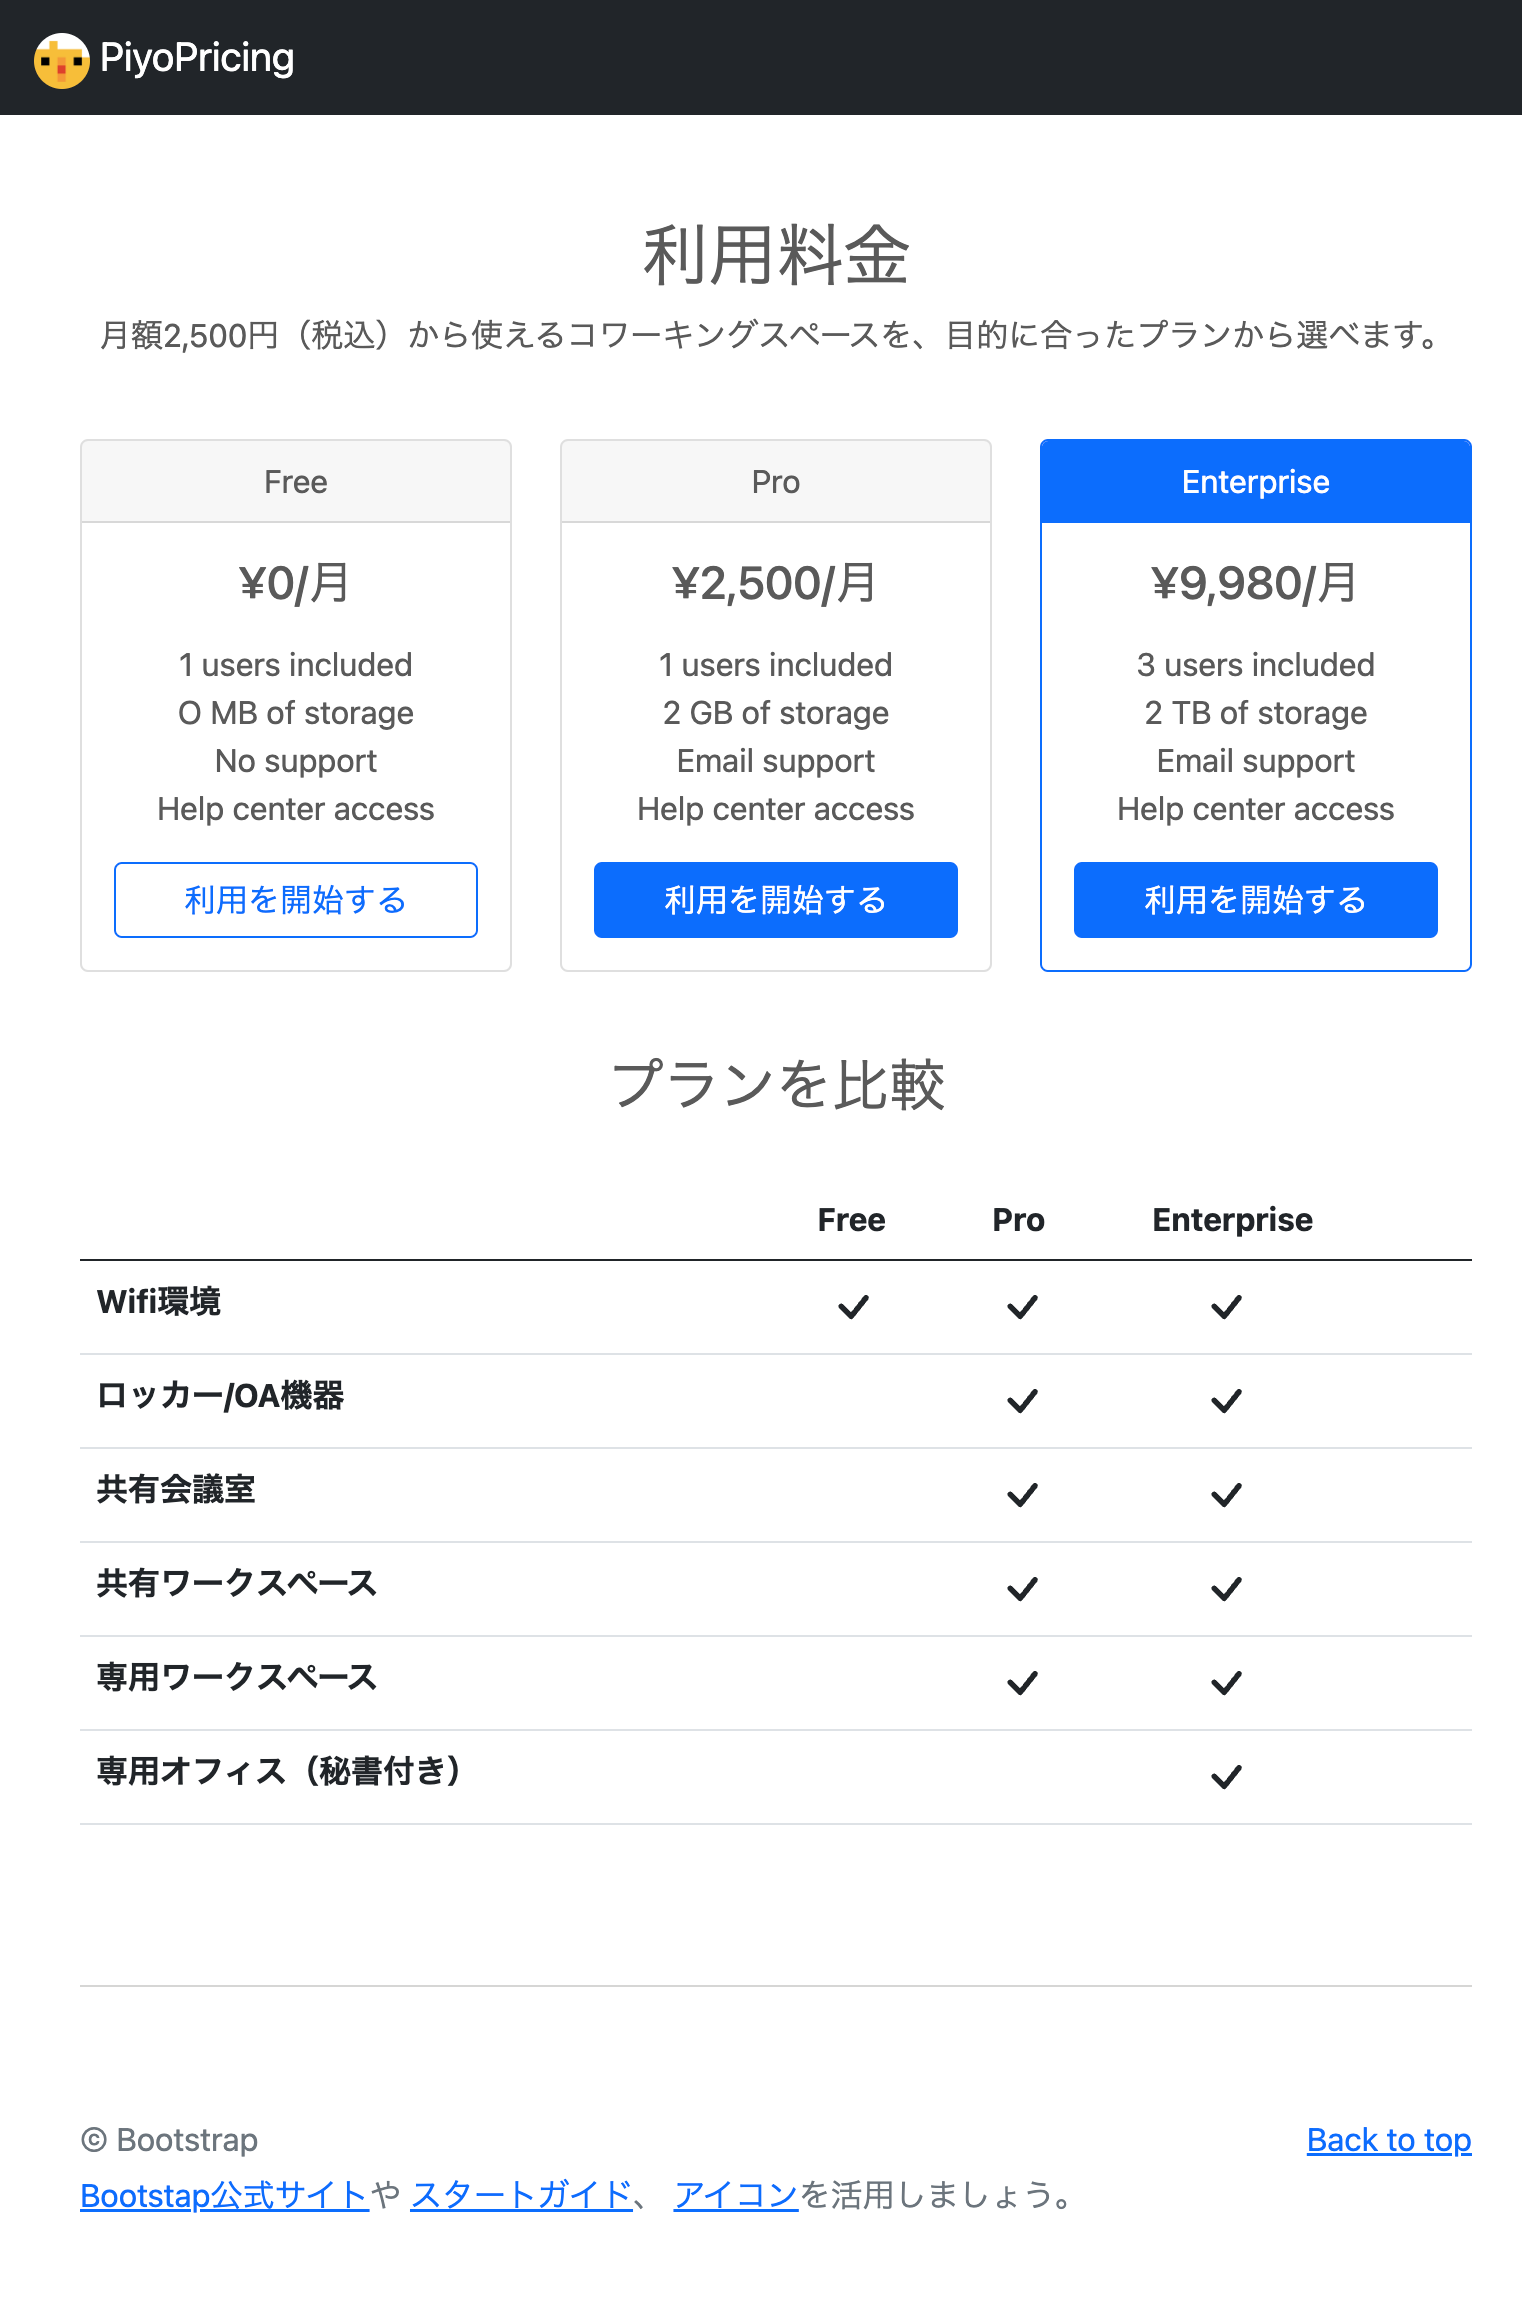 PiyoPricing
利用料金
月額2,500円（税込）から使えるコワーキングスペースを、目的に合ったプランから選べます。
Free
¥0/月
1 users included
O MB of storage
No support
Help center access
利用を開始する
Pro
¥2,500/月
1 users included
2 GB of storage
Email support
Help center access
利用を開始する
Enterprise
¥9,980/月
3 users included
2 TB of storage
Email support
Help center access
利用を開始する
プランを比較
Free Pro Enterprise
Wifi環境
ロッカー/OA機器
共有会議室
共有ワークスペース
専用ワークスペース
専用オフィス（秘書付き）
© Bootstrap
Back to top
Bootstap公式サイトや スタートガイド、 アイコンを活用しましょう。